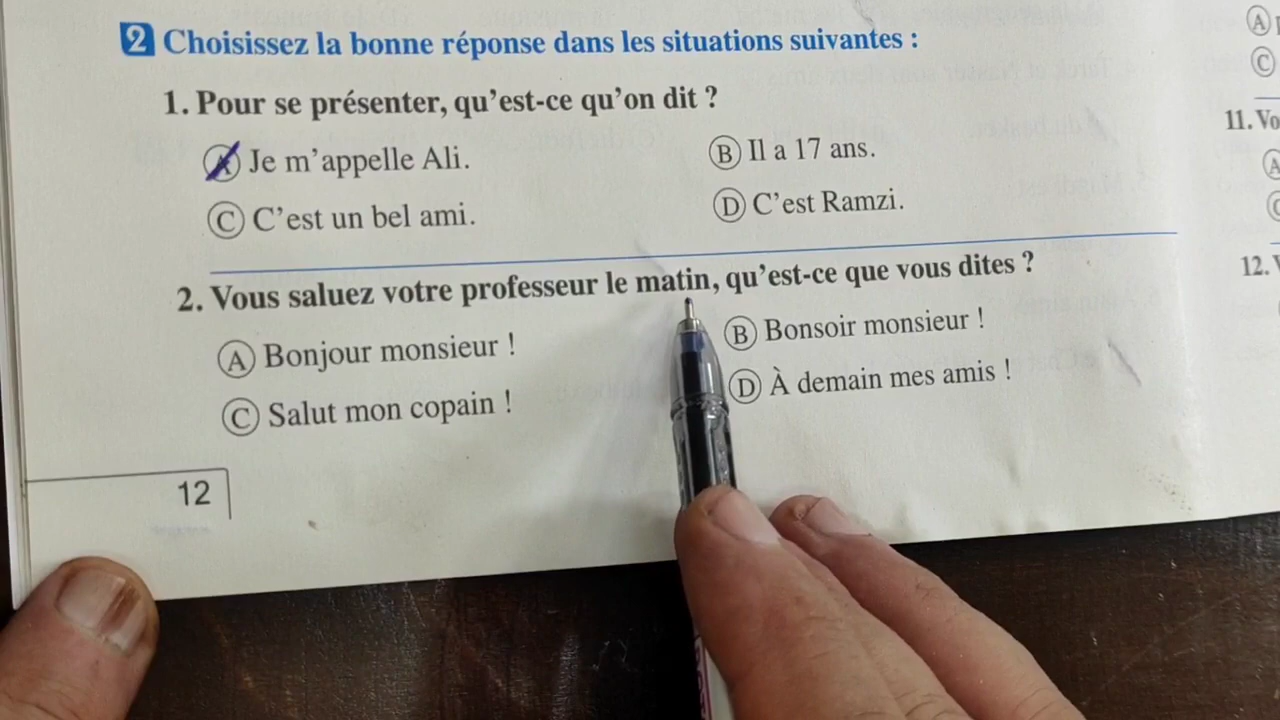 2 Choisissez la bonne réponse dans les situations suivantes :
1. Pour se présenter, qu'est-ce qu'on dit ?
A Je m'appelle Ali.
B Il a 17 ans.
C C'est un bel ami.
D C'est Ramzi.
2. Vous saluez votre professeur le matin, qu'est-ce que vous dites ?
A Bonjour monsieur !
B Bonsoir monsieur !
C Salut mon copain !
D À demain mes amis !
12
A
C
11. Vo
A
12.